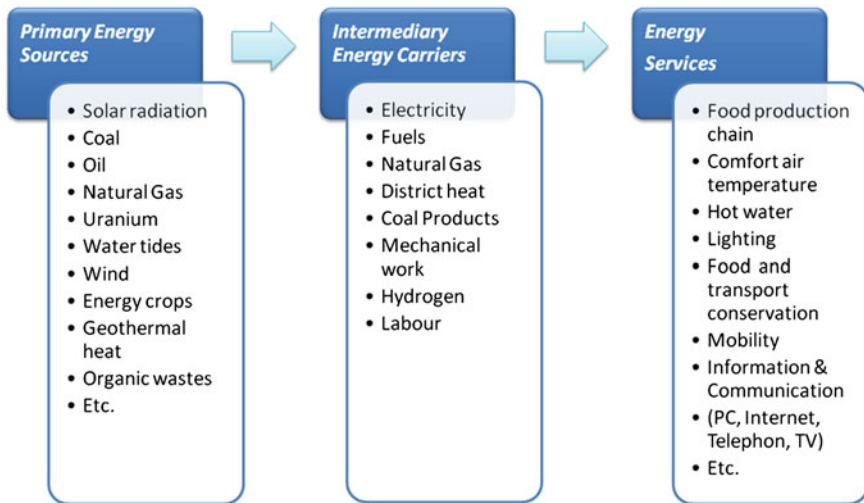 Primary Energy
Sources
• Solar radiation
• Coal
• Oil
• Natural Gas
• Uranium
• Water tides
• Wind
• Energy crops
• Geothermal
heat
• Organic wastes
• Etc.
Intermediary
Energy Carriers
• Electricity
• Fuels
• Natural Gas
• District heat
• Coal Products
• Mechanical
work
• Hydrogen
• Labour
Energy
Services
• Food production
chain
• Comfort air
temperature
• Hot water
• Lighting
• Food and
transport
conservation
• Mobility
• Information &
Communication
• (PC, Internet,
Telephon, TV)
• Etc.